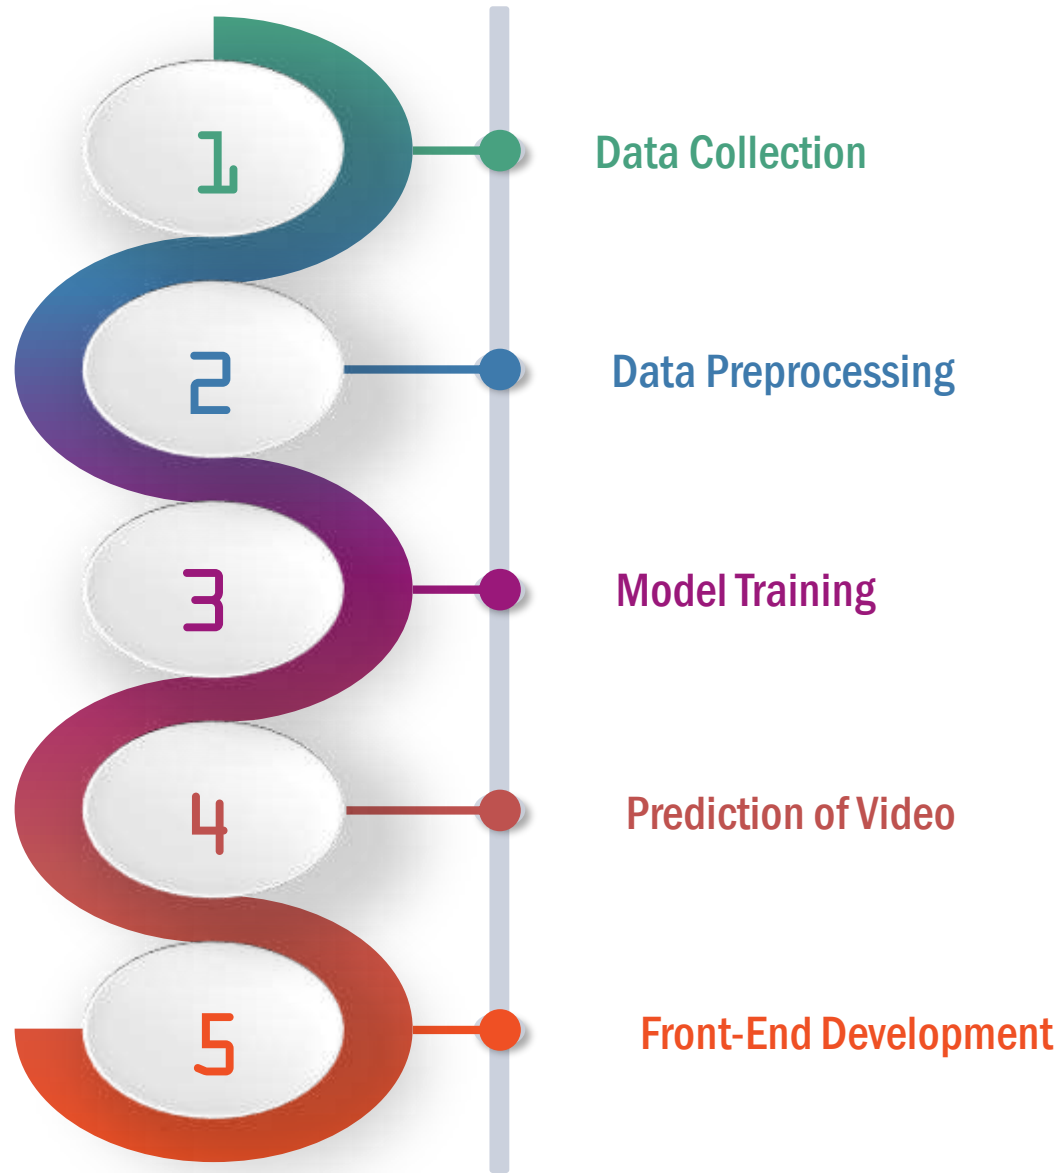 1
Data Collection
2
Data Preprocessing
3
Model Training
4
Prediction of Video
5
Front-End Development